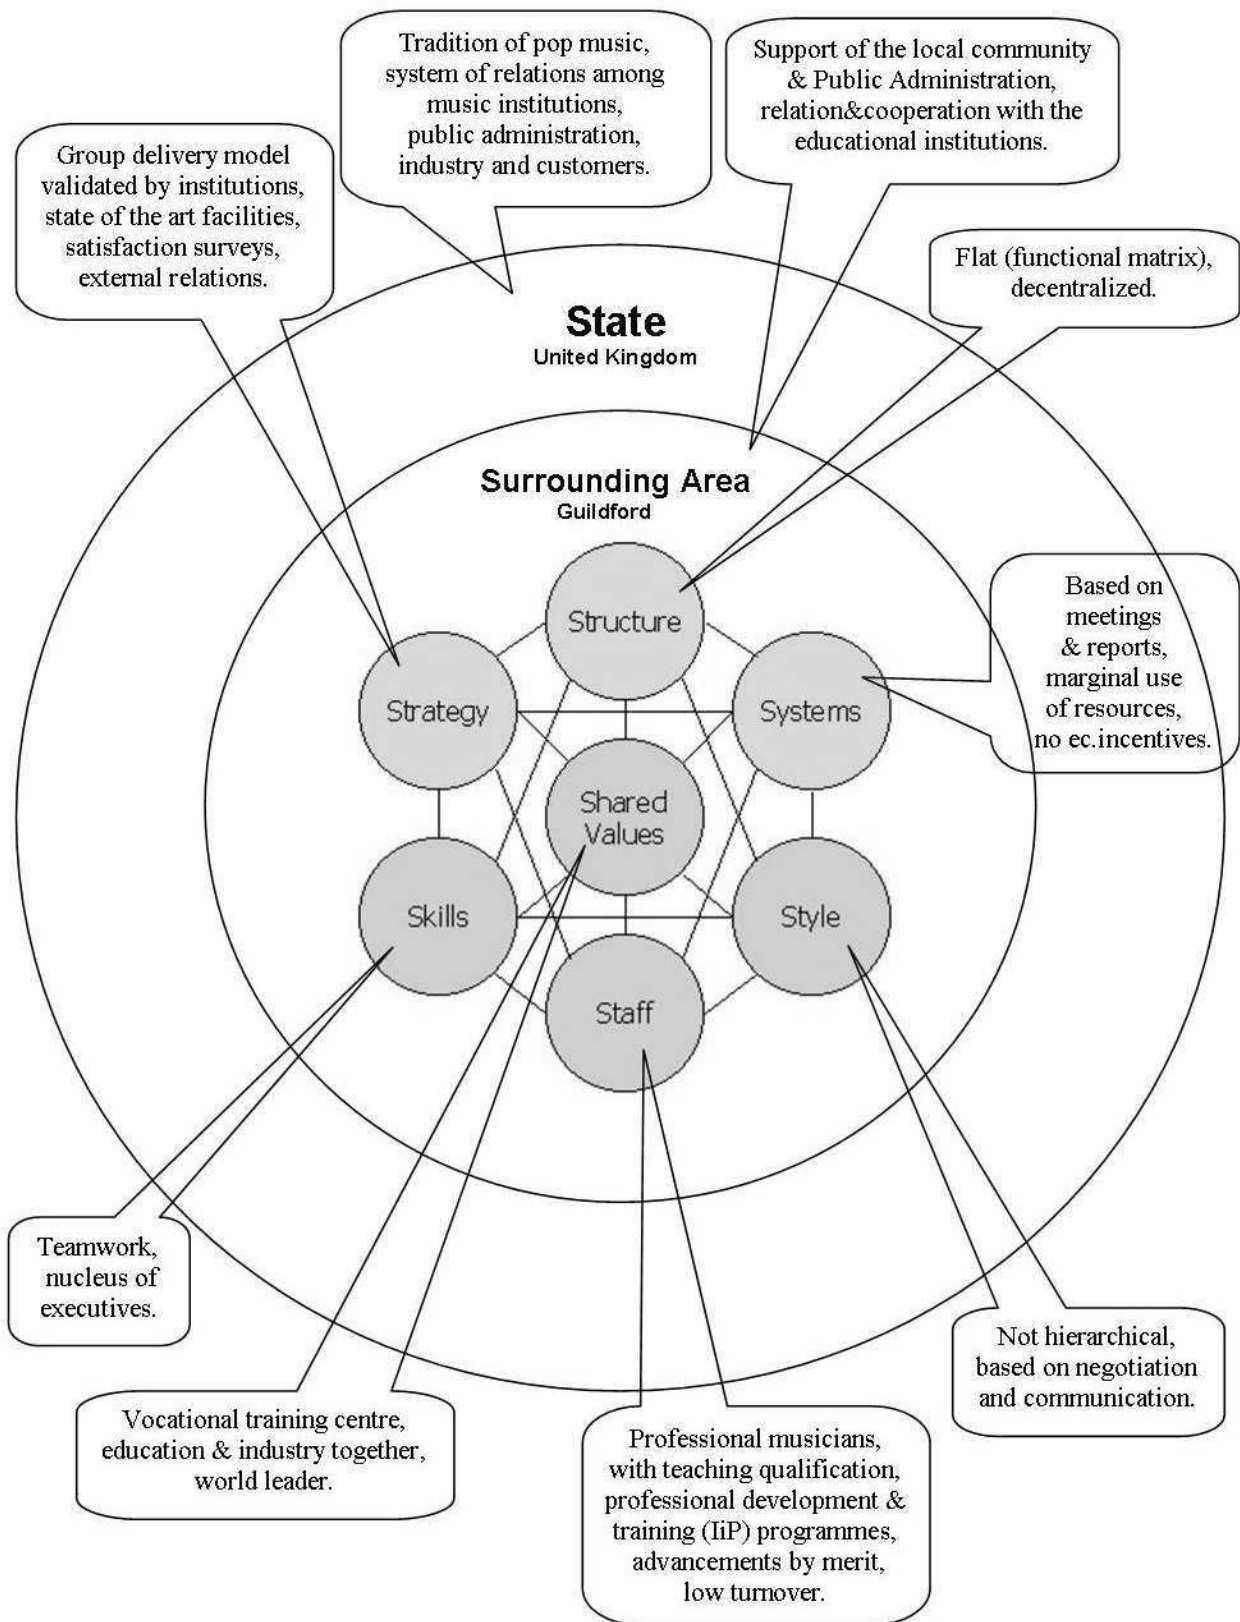 Tradition of pop music,
system of relations among
music institutions,
public administration,
industry and customers.
Support of the local community
& Public Administration,
relation&cooperation with the
educational institutions.
Group delivery model
validated by institutions,
state of the art facilities,
satisfaction surveys,
external relations.
Flat (functional matrix),
decentralized.
State
United Kingdom
Surrounding Area
Guildford
Structure
Strategy
Systems
Based on
meetings
& reports,
marginal use
of resources,
no ec.incentives.
Shared
Values
Skills
Style
Staff
Teamwork,
nucleus of
executives.
Not hierarchical,
based on negotiation
and communication.
Vocational training centre,
education & industry together,
world leader.
Professional musicians,
with teaching qualification,
professional development &
training (IiP) programmes,
advancements by merit,
low turnover.